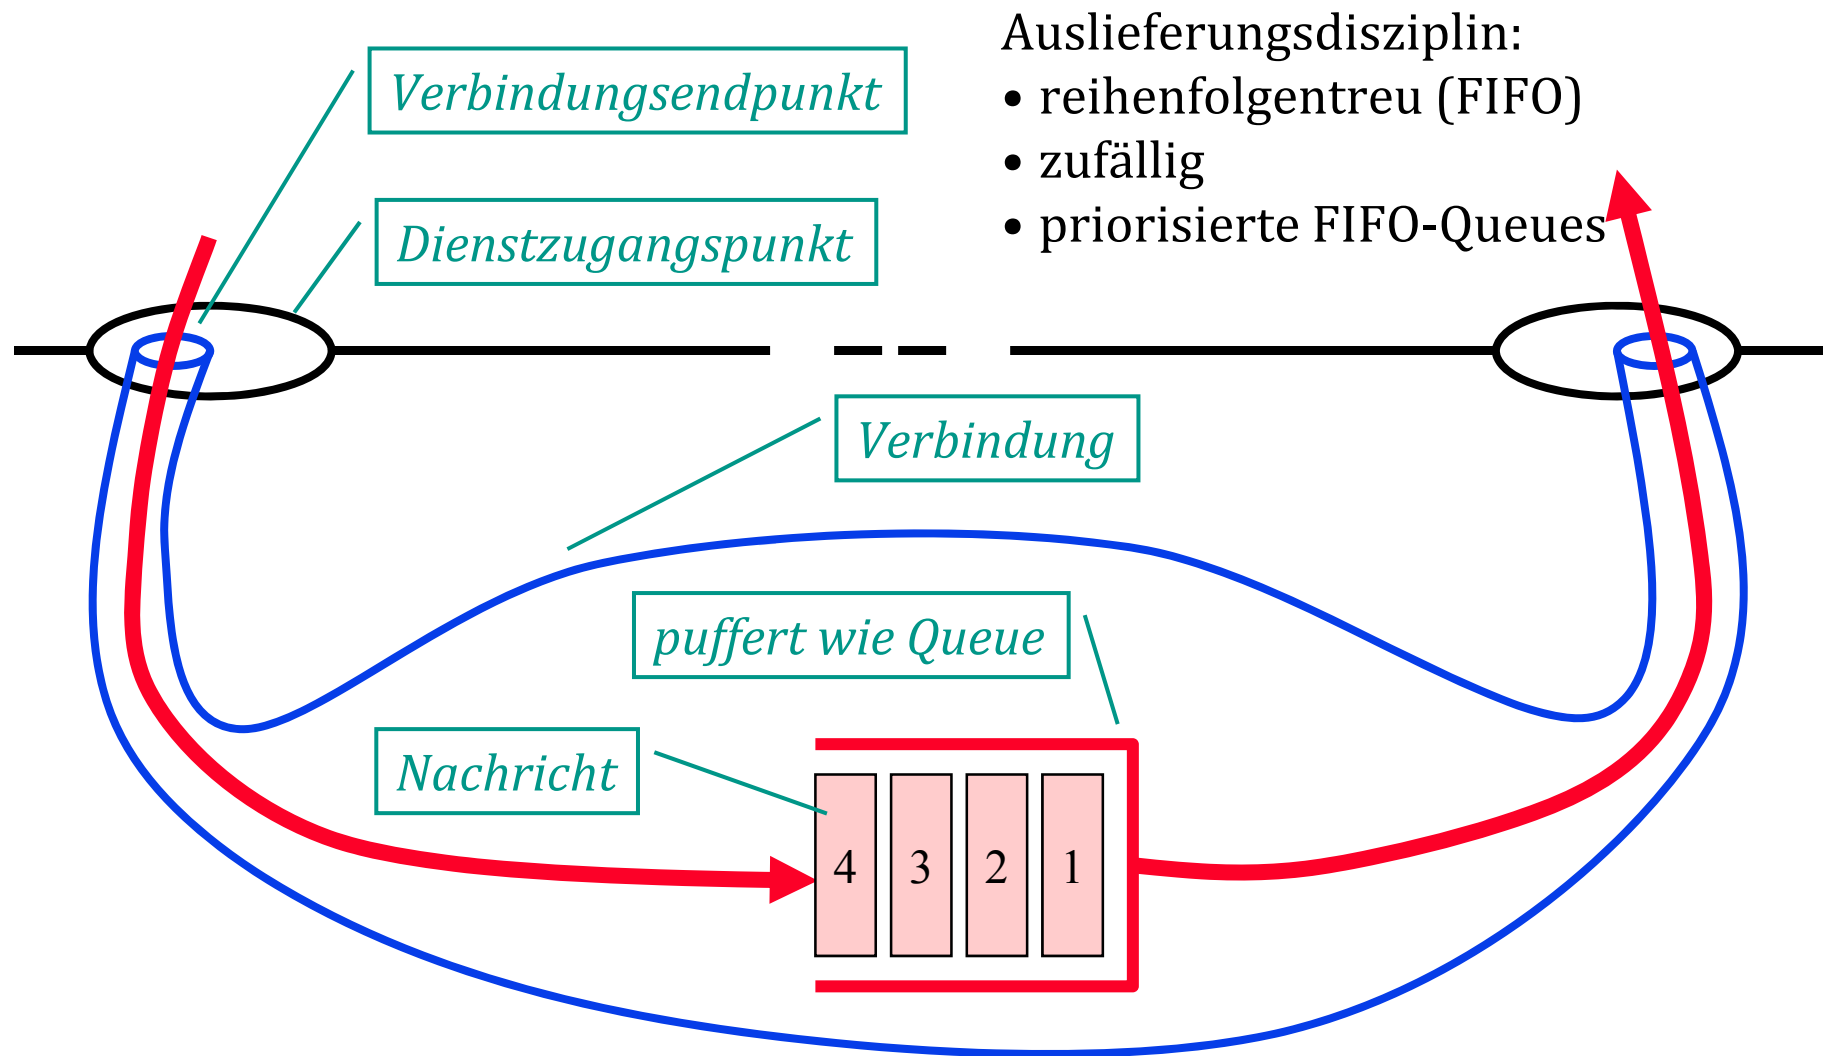 Auslieferungsdisziplin:
• reihenfolgentreu (FIFO)
• zufällig
• priorisierte FIFO-Queues
Verbindungsendpunkt
Dienstzugangspunkt
Verbindung
puffert wie Queue
Nachricht
4 3 2 1